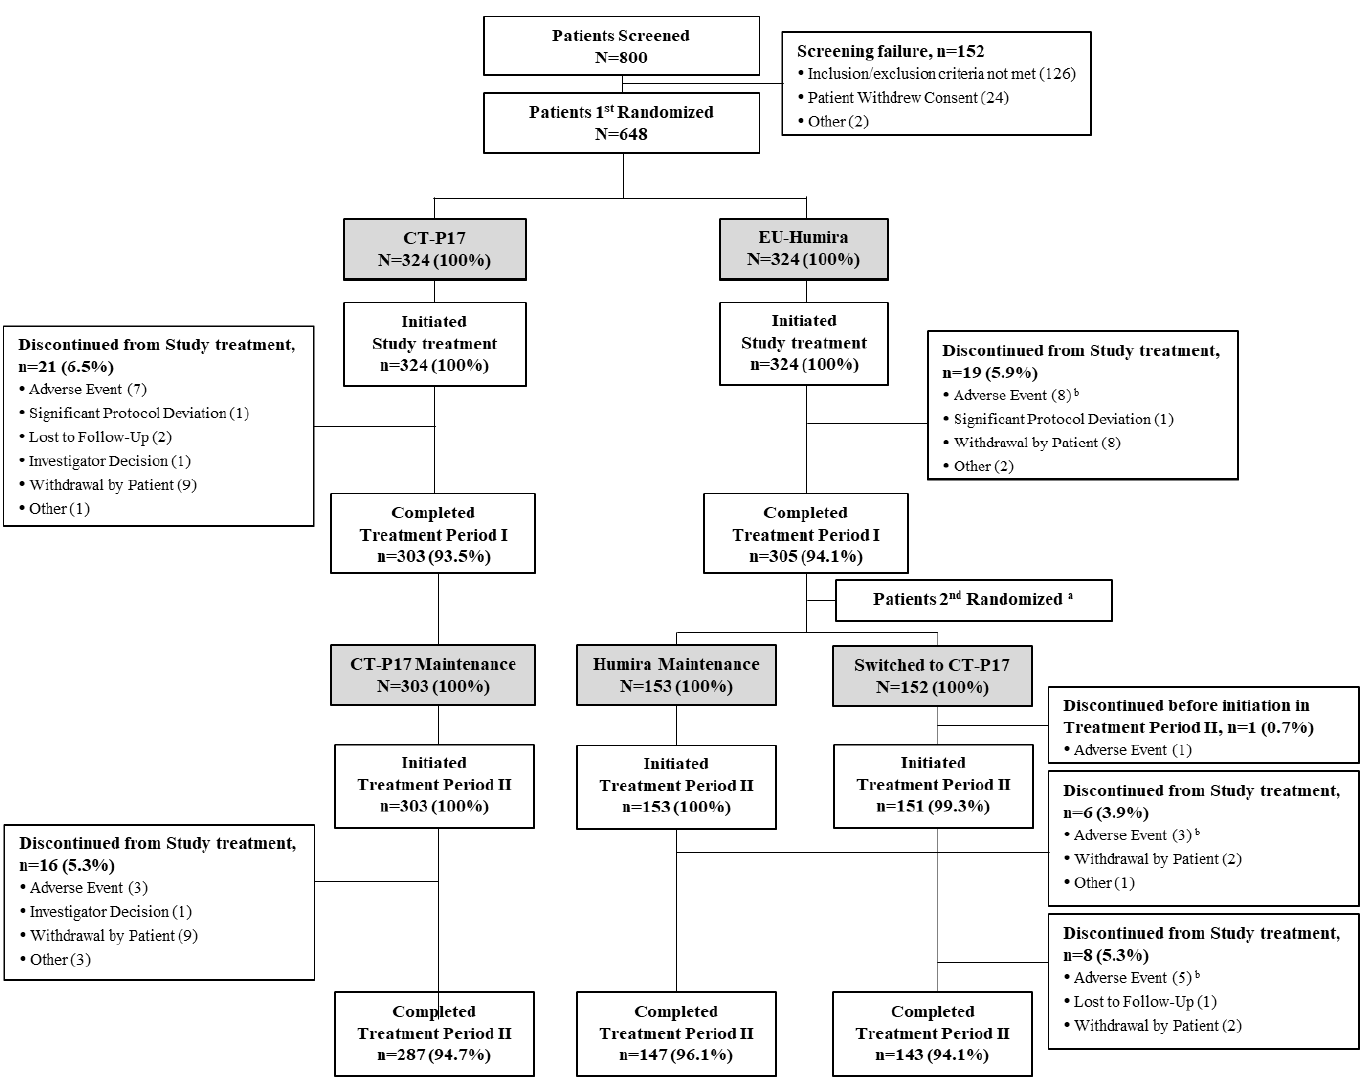 Patients Screened
N=800
Screening failure, n=152
• Inclusion/exclusion criteria not met (126)
• Patient Withdrew Consent (24)
• Other (2)
Patients 1st Randomized
N=648
CT-P17
N=324 (100%)
EU-Humira
N=324 (100%)
Initiated
Study treatment
n=324 (100%)
Initiated
Study treatment
n=324 (100%)
Discontinued from Study treatment,
n=21 (6.5%)
• Adverse Event (7)
• Significant Protocol Deviation (1)
• Lost to Follow-Up (2)
• Investigator Decision (1)
• Withdrawal by Patient (9)
• Other (1)
Discontinued from Study treatment,
n=19 (5.9%)
• Adverse Event (8) b
• Significant Protocol Deviation (1)
• Withdrawal by Patient (8)
• Other (2)
Completed
Treatment Period I
n=303 (93.5%)
Completed
Treatment Period I
n=305 (94.1%)
Patients 2nd Randomized a
CT-P17 Maintenance
N=303 (100%)
Humira Maintenance
N=153 (100%)
Switched to CT-P17
N=152 (100%)
Discontinued before initiation in
Treatment Period II, n=1 (0.7%)
• Adverse Event (1)
Initiated
Treatment Period II
n=303 (100%)
Initiated
Treatment Period II
n=153 (100%)
Initiated
Treatment Period II
n=151 (99.3%)
Discontinued from Study treatment,
n=6 (3.9%)
• Adverse Event (3) b
• Withdrawal by Patient (2)
• Other (1)
Discontinued from Study treatment,
n=16 (5.3%)
• Adverse Event (3)
• Investigator Decision (1)
• Withdrawal by Patient (9)
• Other (3)
Discontinued from Study treatment,
n=8 (5.3%)
• Adverse Event (5) b
• Lost to Follow-Up (1)
• Withdrawal by Patient (2)
Completed
Treatment Period II
n=287 (94.7%)
Completed
Treatment Period II
n=147 (96.1%)
Completed
Treatment Period II
n=143 (94.1%)